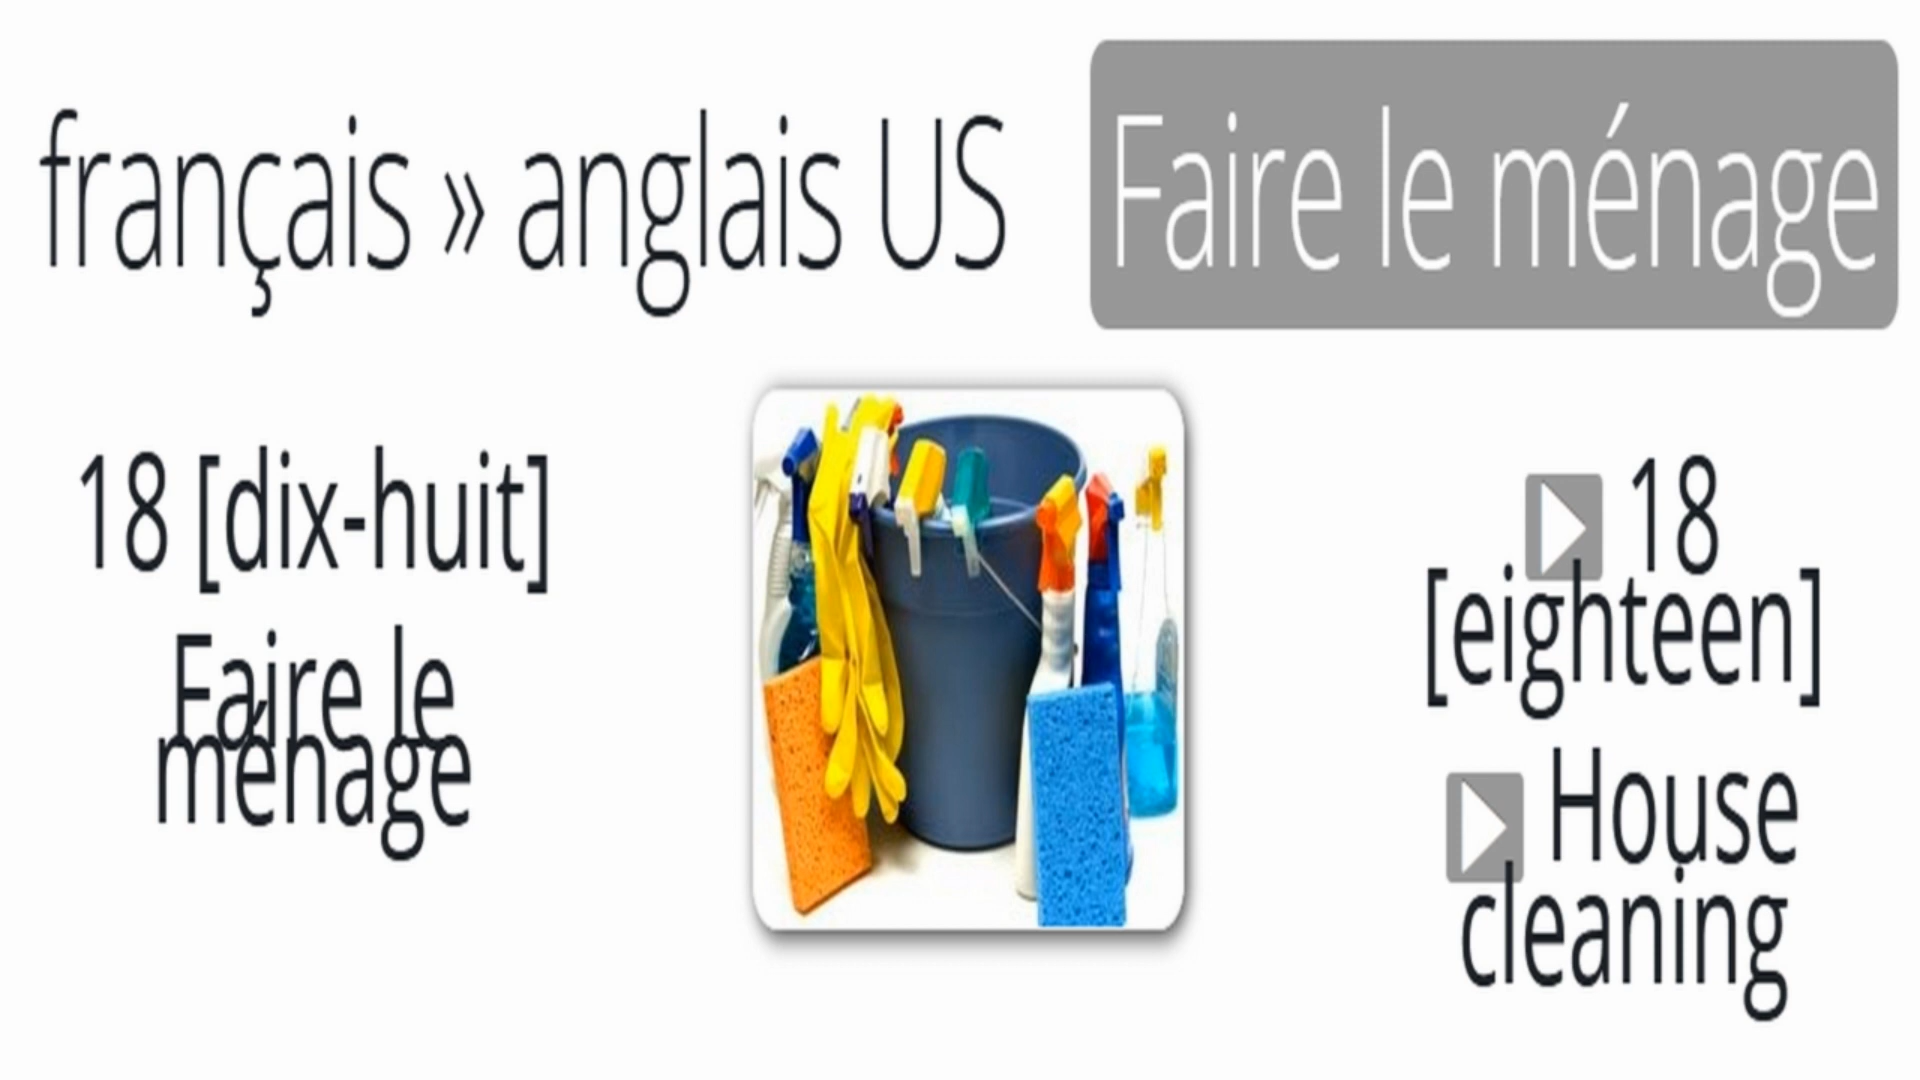 français » anglais US
Faire le ménage
18 [dix-huit]
Faire le
ménage
18
[eighteen]
House
cleaning